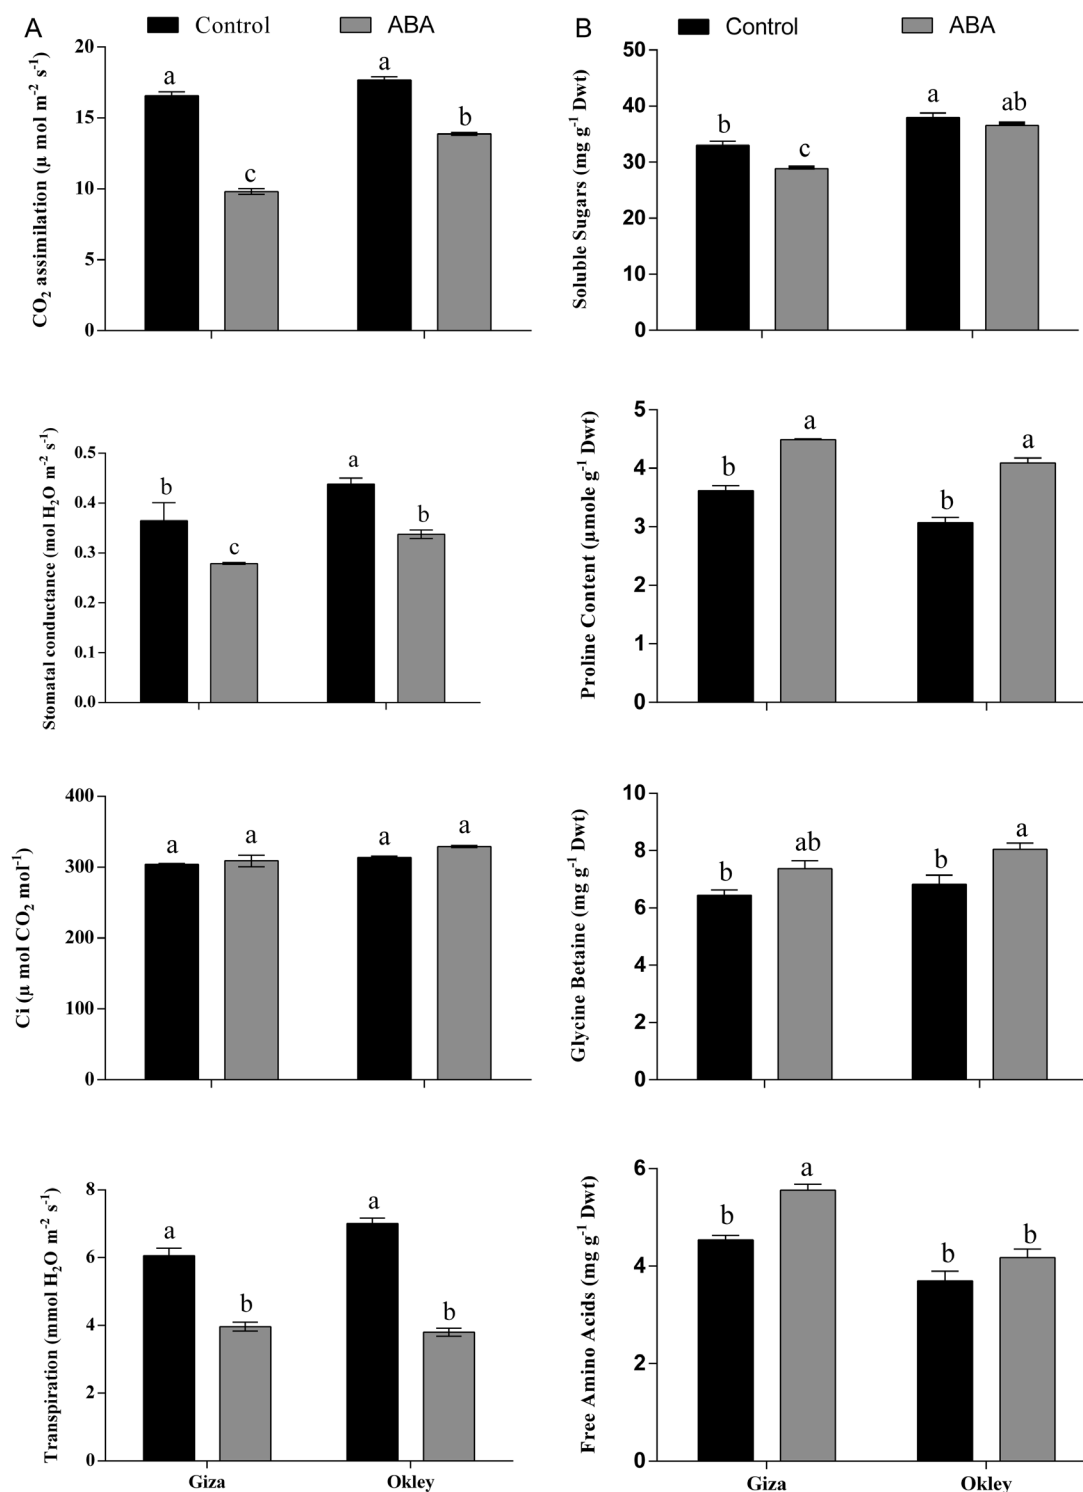 A
Control
ABA
CO₂ assimilation (μ mol m⁻² s⁻¹)
20
15
10
5
0
a
c
a
b
Stomatal conductance (mol H₂O m⁻² s⁻¹)
0.5
0.4
0.3
0.2
0.1
0.0
b
c
a
b
Ci (μ mol CO₂ mol⁻¹)
400
300
200
100
0
a
a
a
a
Transpiration (mmol H₂O m⁻² s⁻¹)
8
6
4
2
0
a
b
a
b
Giza
Okley
B
Control
ABA
Soluble Sugars (mg g⁻¹ Dwt)
50
40
30
20
10
0
b
c
a
ab
Proline Content (μmole g⁻¹ Dwt)
5
4
3
2
1
0
b
a
b
a
Glycine Betaine (mg g⁻¹ Dwt)
10
8
6
4
2
0
b
ab
b
a
Free Amino Acids (mg g⁻¹ Dwt)
6
4
2
0
b
a
b
b
Giza
Okley